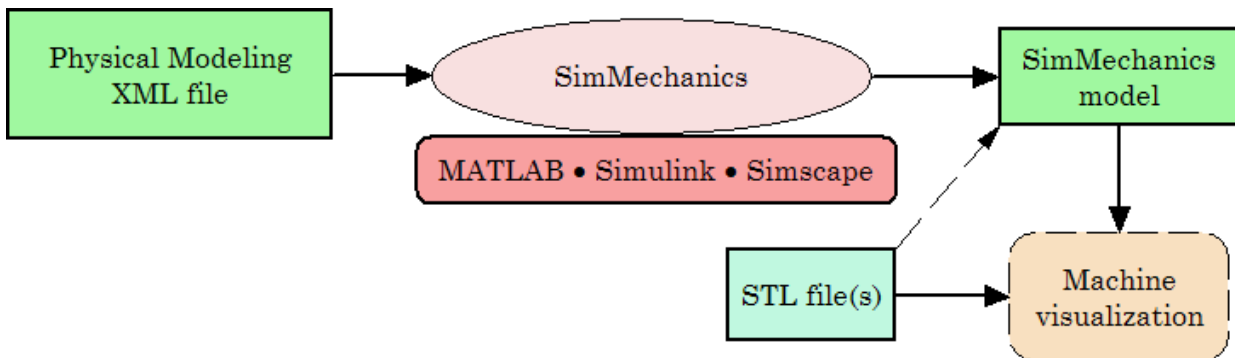 Physical Modeling
XML file
SimMechanics
SimMechanics
model
MATLAB • Simulink • Simscape
STL file(s)
Machine
visualization